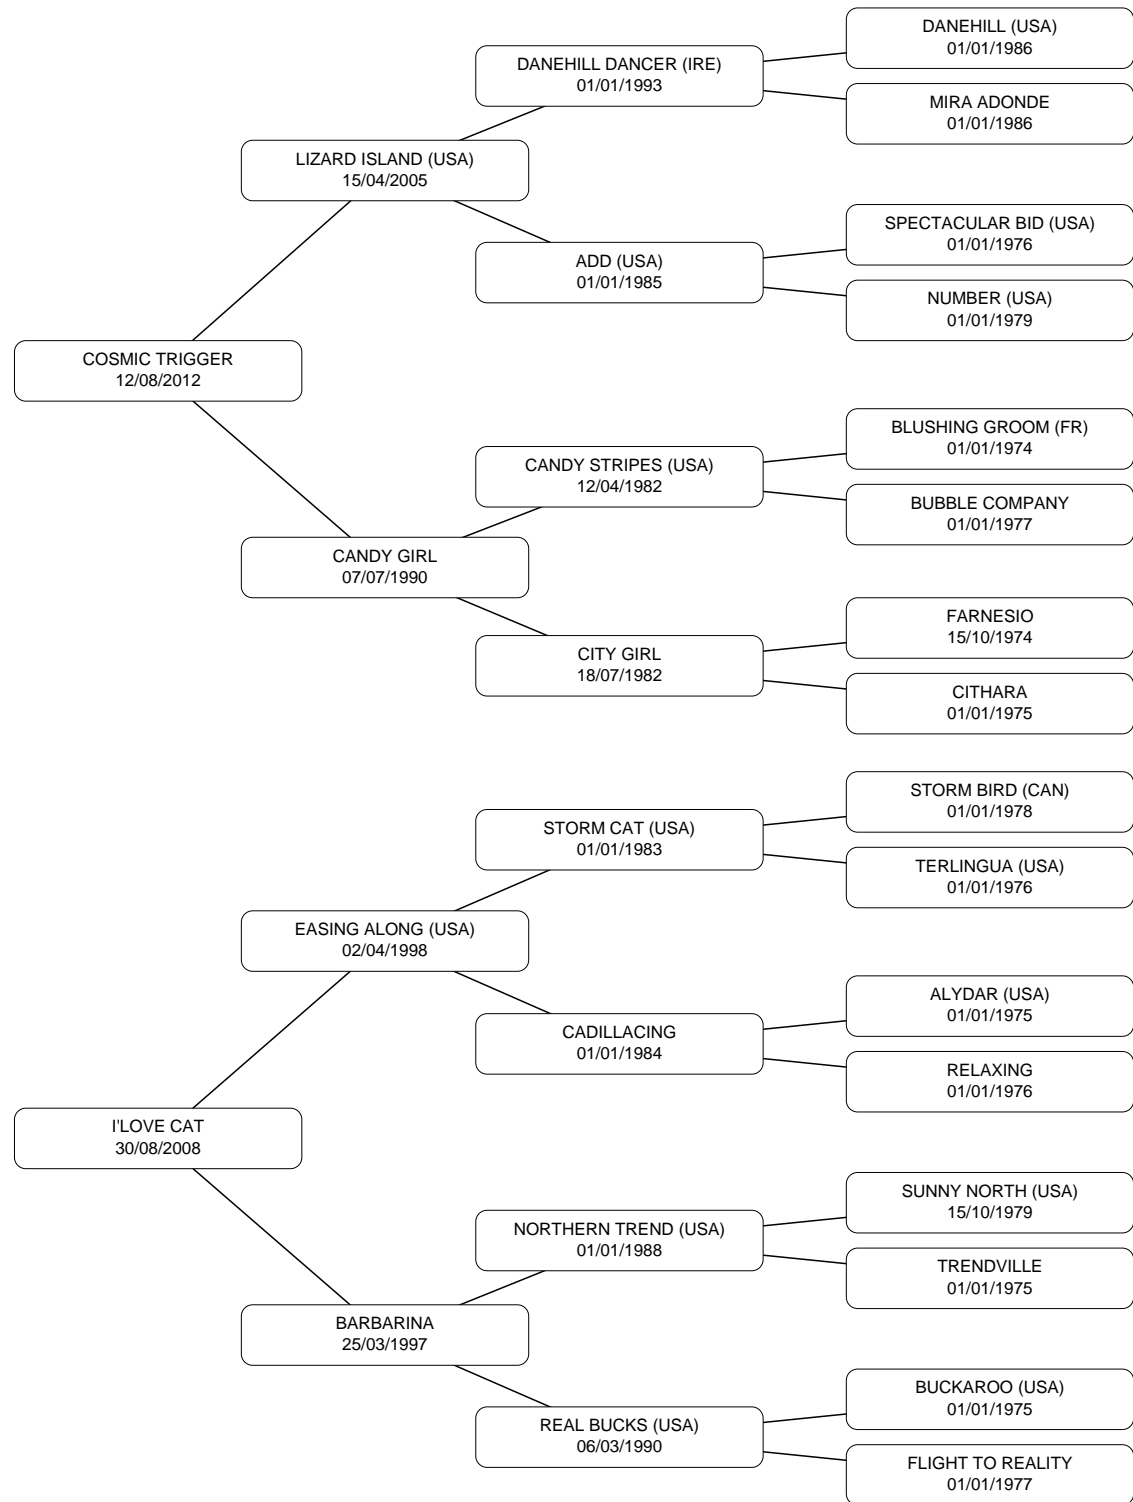 DANEHILL (USA)
01/01/1986
DANEHILL DANCER (IRE)
01/01/1993
MIRA ADONDE
01/01/1986
LIZARD ISLAND (USA)
15/04/2005
SPECTACULAR BID (USA)
01/01/1976
ADD (USA)
01/01/1985
NUMBER (USA)
01/01/1979
COSMIC TRIGGER
12/08/2012
BLUSHING GROOM (FR)
01/01/1974
CANDY STRIPES (USA)
12/04/1982
BUBBLE COMPANY
01/01/1977
CANDY GIRL
07/07/1990
FARNESIO
15/10/1974
CITY GIRL
18/07/1982
CITHARA
01/01/1975
STORM BIRD (CAN)
01/01/1978
STORM CAT (USA)
01/01/1983
TERLINGUA (USA)
01/01/1976
EASING ALONG (USA)
02/04/1998
ALYDAR (USA)
01/01/1975
CADILLACING
01/01/1984
RELAXING
01/01/1976
I'LOVE CAT
30/08/2008
SUNNY NORTH (USA)
15/10/1979
NORTHERN TREND (USA)
01/01/1988
TRENDVILLE
01/01/1975
BARBARINA
25/03/1997
BUCKAROO (USA)
01/01/1975
REAL BUCKS (USA)
06/03/1990
FLIGHT TO REALITY
01/01/1977